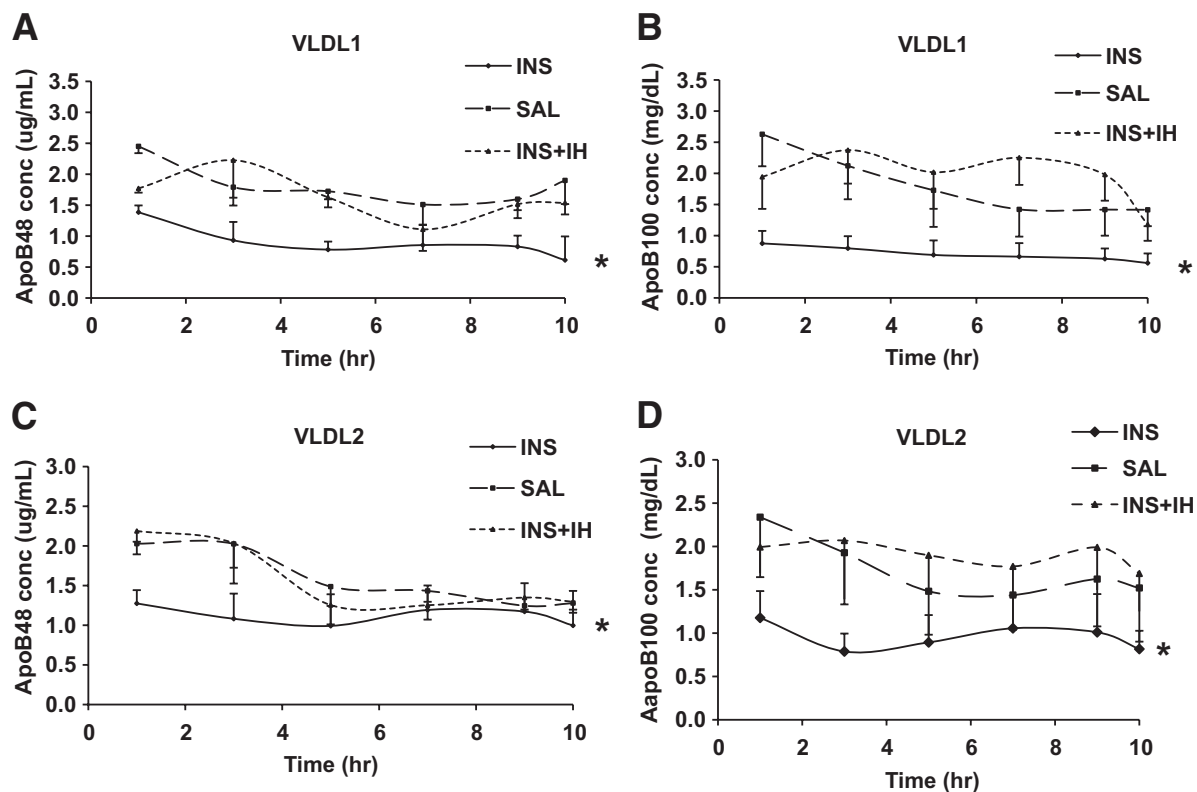 A
VLDL1
INS
SAL
INS+IH
ApoB48 conc (ug/mL)
3.5
3.0
2.5
2.0
1.5
1.0
0.5
0.0
*
0 2 4 6 8 10
Time (hr)
B
VLDL1
INS
SAL
INS+IH
ApoB100 conc (mg/dL)
3.5
3.0
2.5
2.0
1.5
1.0
0.5
0.0
*
0 2 4 6 8 10
Time (hr)
C
VLDL2
INS
SAL
INS+IH
ApoB48 conc (ug/mL)
3.0
2.5
2.0
1.5
1.0
0.5
0.0
*
0 2 4 6 8 10
Time (hr)
D
VLDL2
INS
SAL
INS+IH
AapoB100 conc (mg/dL)
3.0
2.5
2.0
1.5
1.0
0.5
0.0
*
0 2 4 6 8 10
Time (hr)